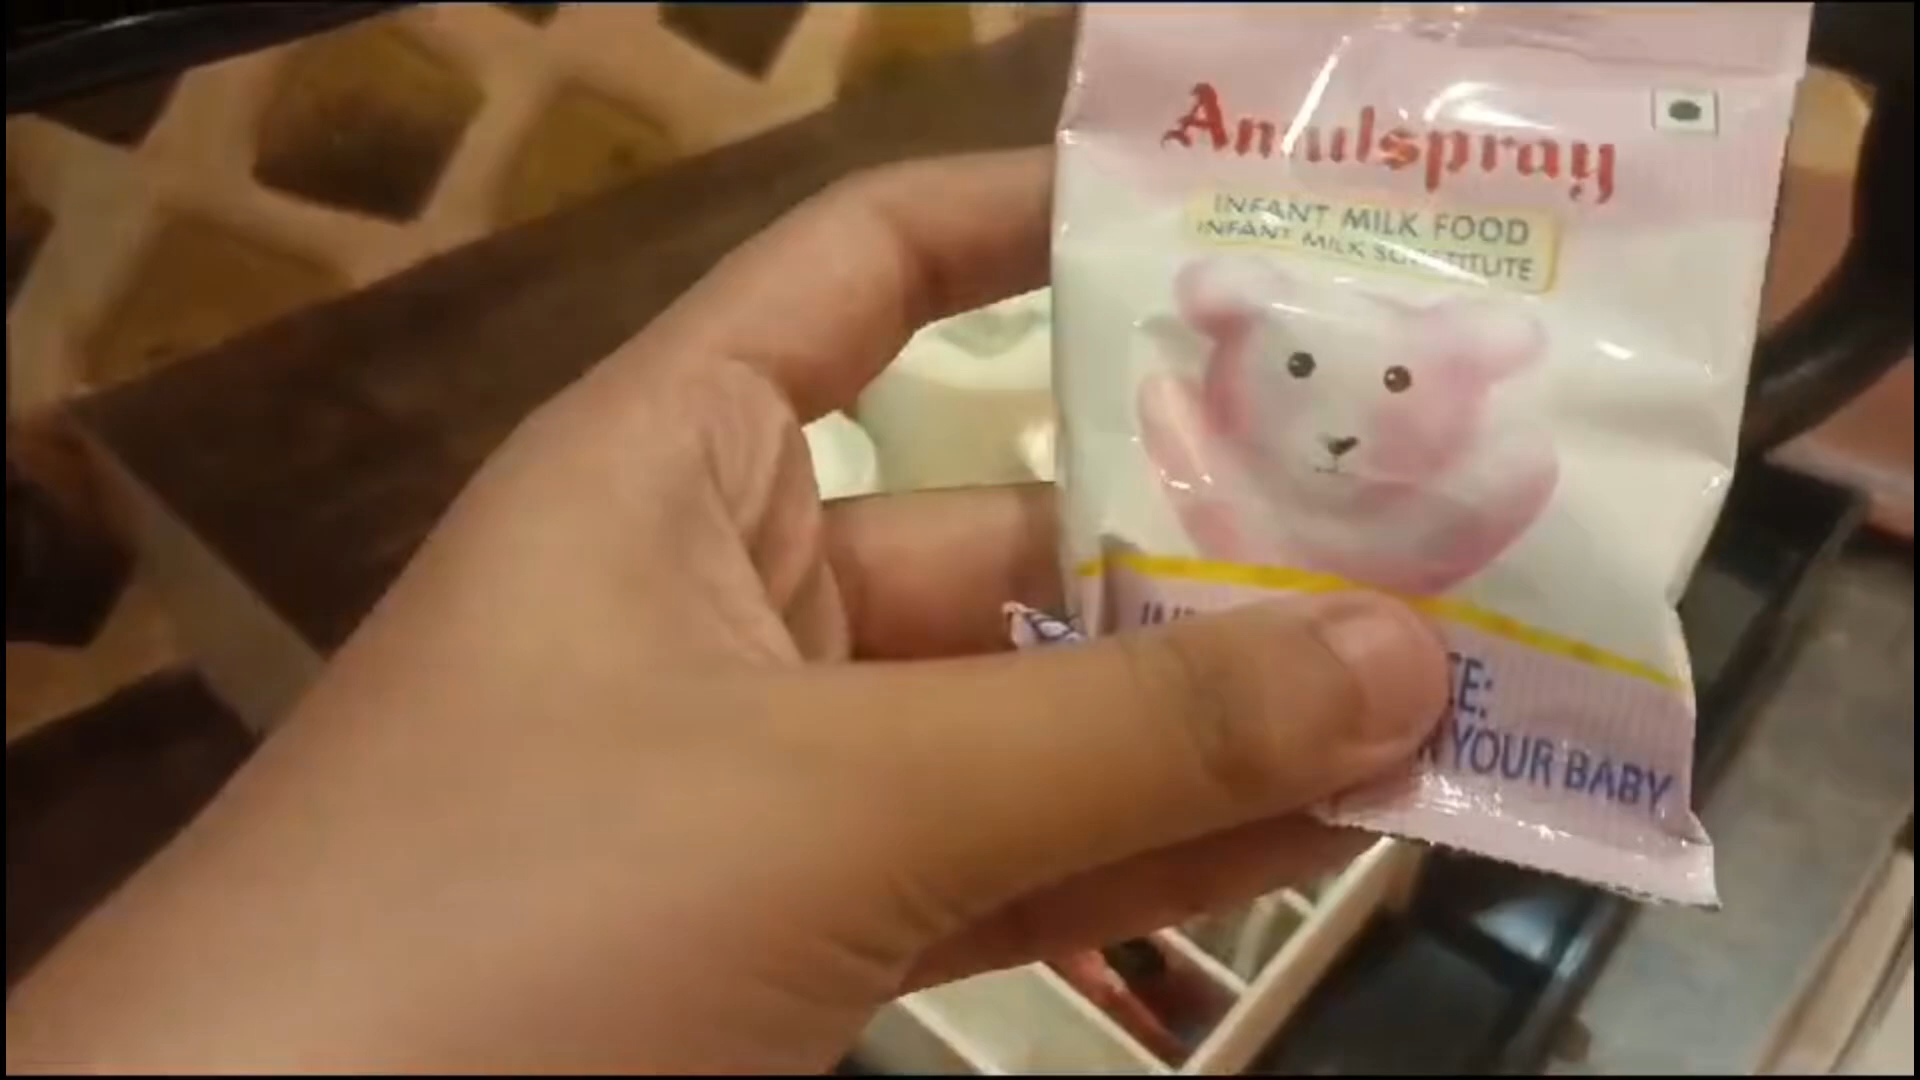 Amulspray
INFANT MILK FOOD
INFANT MILK SUBSTITUTE
YOUR BABY